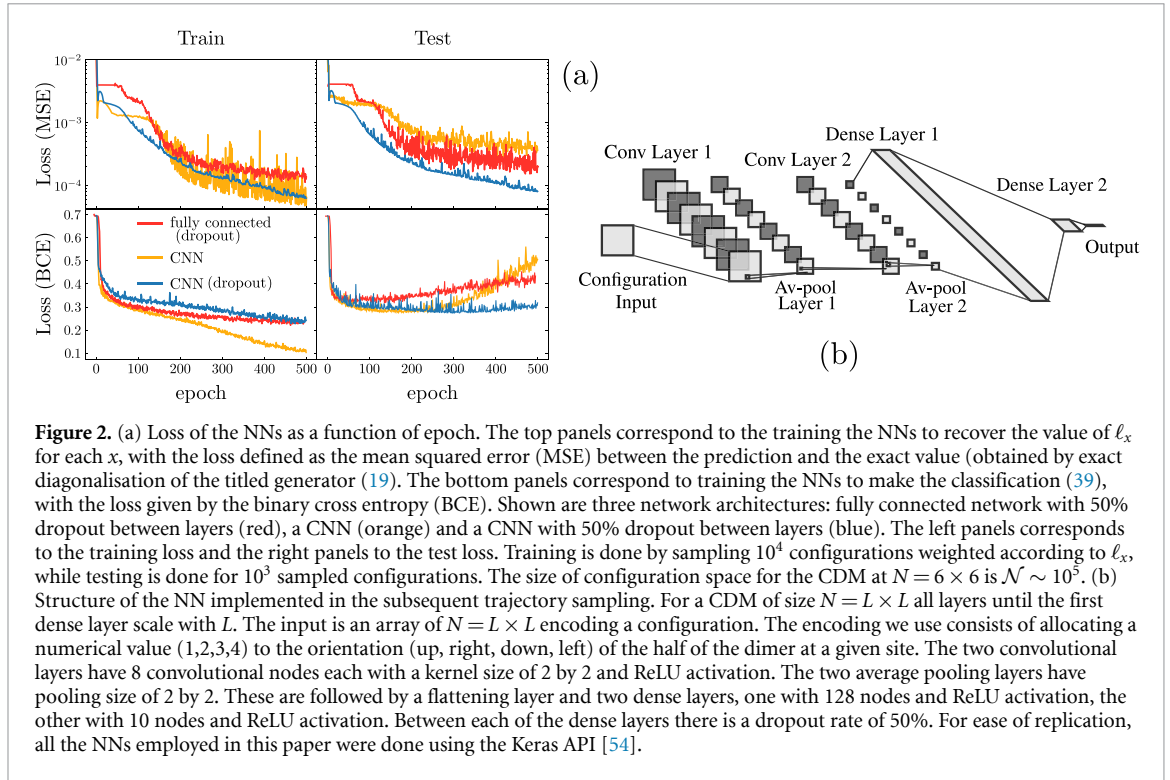 Train
Test
(a)
10⁻²
10⁻³
10⁻⁴
Loss (MSE)
0.7
0.6
0.5
0.4
0.3
0.2
0.1
Loss (BCE)
fully connected
(dropout)
CNN
CNN (dropout)
0
100
200
300
400
500
0
100
200
300
400
500
epoch
epoch
Dense Layer 1
Conv Layer 1
Conv Layer 2
Dense Layer 2
Output
Configuration
Input
Av-pool
Layer 1
Av-pool
Layer 2
(b)
Figure 2. (a) Loss of the NNs as a function of epoch. The top panels correspond to the training the NNs to recover the value of ℓₓ
for each x, with the loss defined as the mean squared error (MSE) between the prediction and the exact value (obtained by exact
diagonalisation of the titled generator (19). The bottom panels correspond to training the NNs to make the classification (39),
with the loss given by the binary cross entropy (BCE). Shown are three network architectures: fully connected network with 50%
dropout between layers (red), a CNN (orange) and a CNN with 50% dropout between layers (blue). The left panels corresponds
to the training loss and the right panels to the test loss. Training is done by sampling 10⁴ configurations weighted according to ℓₓ,
while testing is done for 10³ sampled configurations. The size of configuration space for the CDM at N = 6 × 6 is 𝒩 ∼ 10⁵. (b)
Structure of the NN implemented in the subsequent trajectory sampling. For a CDM of size N = L × L all layers until the first
dense layer scale with L. The input is an array of N = L × L encoding a configuration. The encoding we use consists of allocating a
numerical value (1,2,3,4) to the orientation (up, right, down, left) of the half of the dimer at a given site. The two convolutional
layers have 8 convolutional nodes each with a kernel size of 2 by 2 and ReLU activation. The two average pooling layers have
pooling size of 2 by 2. These are followed by a flattening layer and two dense layers, one with 128 nodes and ReLU activation, the
other with 10 nodes and ReLU activation. Between each of the dense layers there is a dropout rate of 50%. For ease of replication,
all the NNs employed in this paper were done using the Keras API [54].